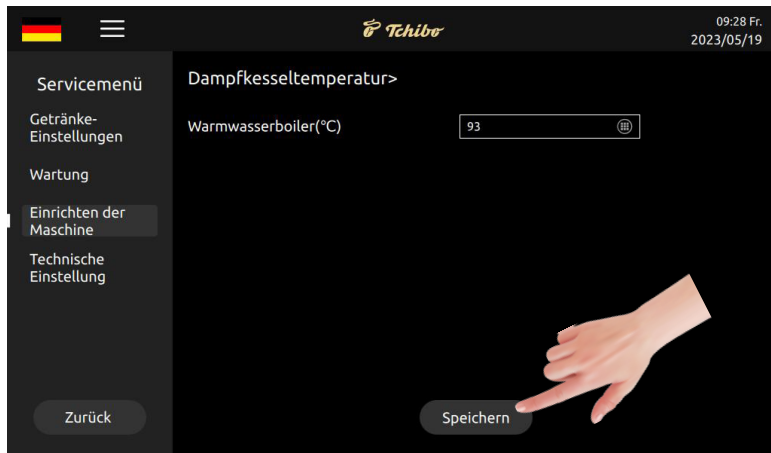 Tchibo
09:28 Fr.
2023/05/19
Servicemenü
Getränke-
Einstellungen
Wartung
Einrichten der
Maschine
Technische
Einstellung
Zurück
Dampfkesseltemperatur>
Warmwasserboiler(°C)
93
Speichern